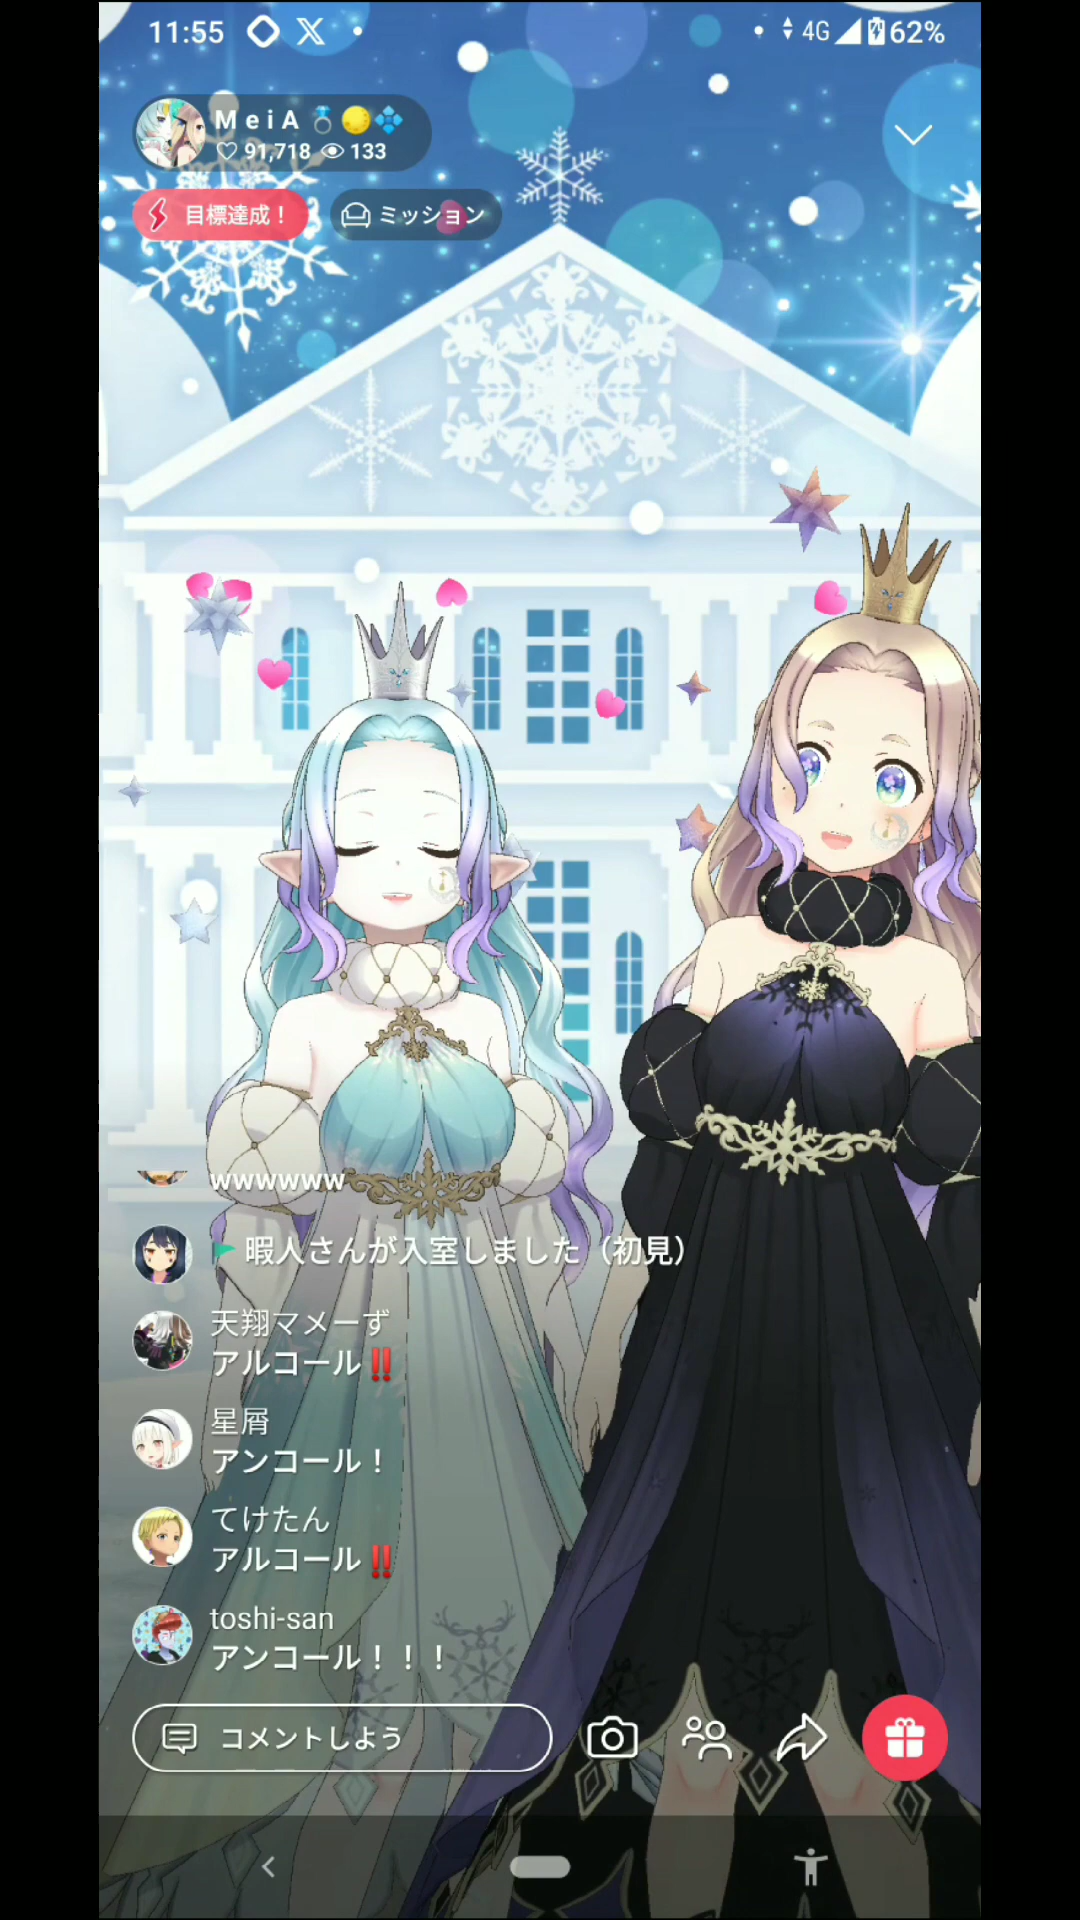 11:55
4G
62%
MeiA
91,718 133
目標達成！
ミッション
wwwwww
暇人さんが入室しました（初見）
天翔マメーず
アルコール‼️
星屑
アンコール！
てけたん
アルコール‼️
toshi-san
アンコール！！！
コメントしよう